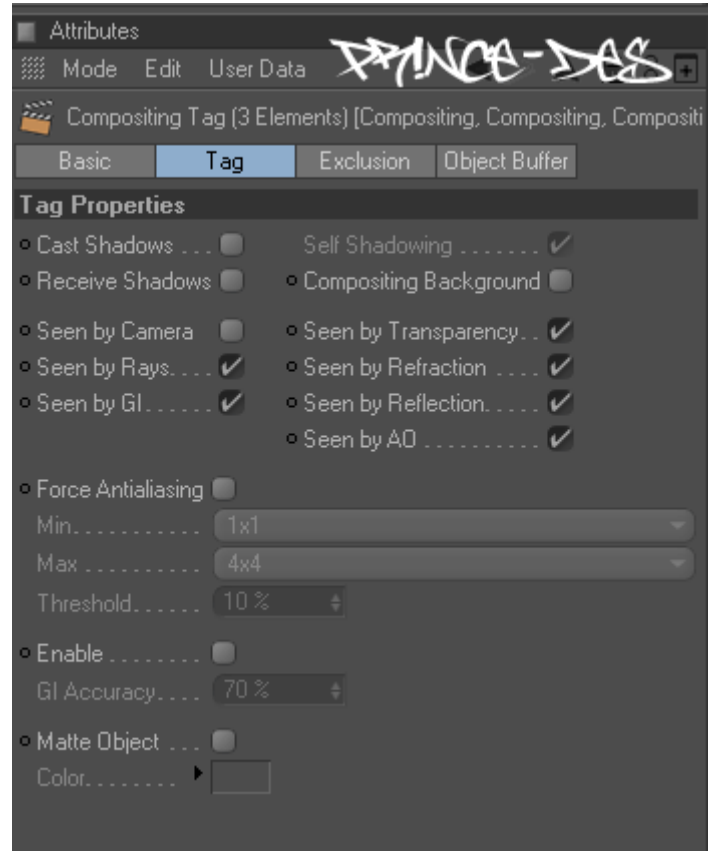 Attributes
Mode Edit User Data PRINCE-DES
Compositing Tag (3 Elements) [Compositing, Compositing, Compositi
Basic Tag Exclusion Object Buffer
Tag Properties
Cast Shadows . . . Self Shadowing . . . . . . .
Receive Shadows Compositing Background
Seen by Camera Seen by Transparency. .
Seen by Rays. . . . Seen by Refraction . . . .
Seen by GI. . . . . . Seen by Reflection. . . . .
Seen by AO . . . . . . . . . .
Force Antialiasing
Min. . . . . . . . . . . 1x1
Max . . . . . . . . . . 4x4
Threshold. . . . . . 10 %
Enable . . . . . . . .
GI Accuracy. . . . 70 %
Matte Object . . .
Color. . . . . . . .